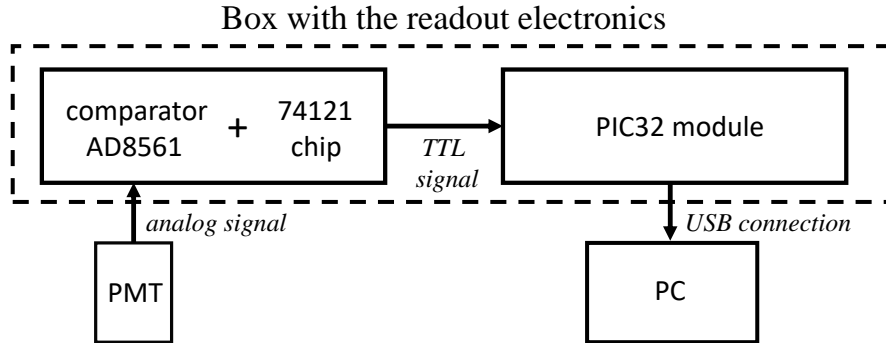 Box with the readout electronics
comparator
AD8561
+
74121
chip
TTL
signal
PIC32 module
analog signal
USB connection
PMT
PC